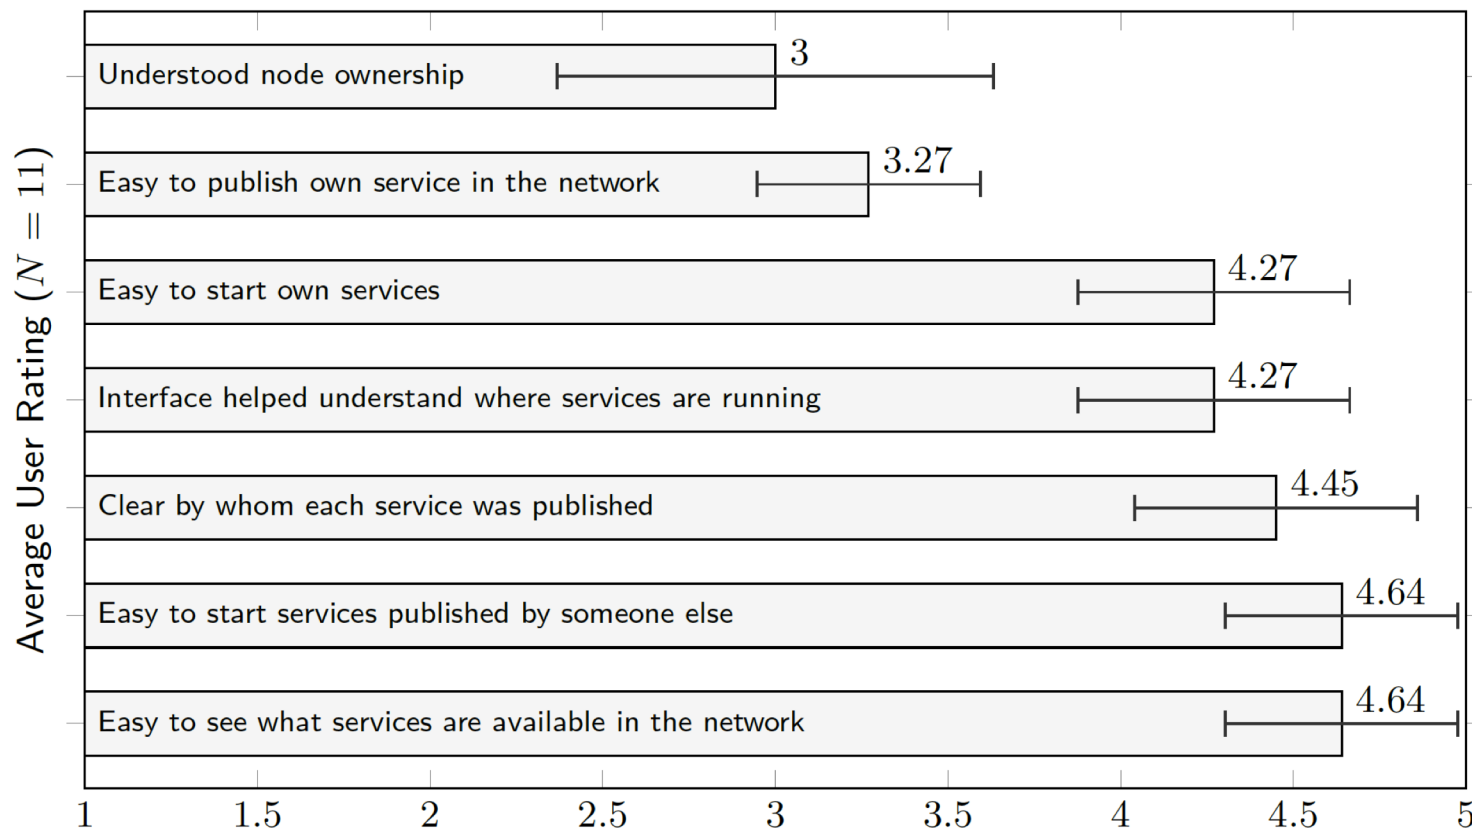 3
Understood node ownership
3.27
Easy to publish own service in the network
4.27
Easy to start own services
4.27
Interface helped understand where services are running
4.45
Clear by whom each service was published
4.64
Easy to start services published by someone else
4.64
Easy to see what services are available in the network
Average User Rating (N = 11)
1 1.5 2 2.5 3 3.5 4 4.5 5